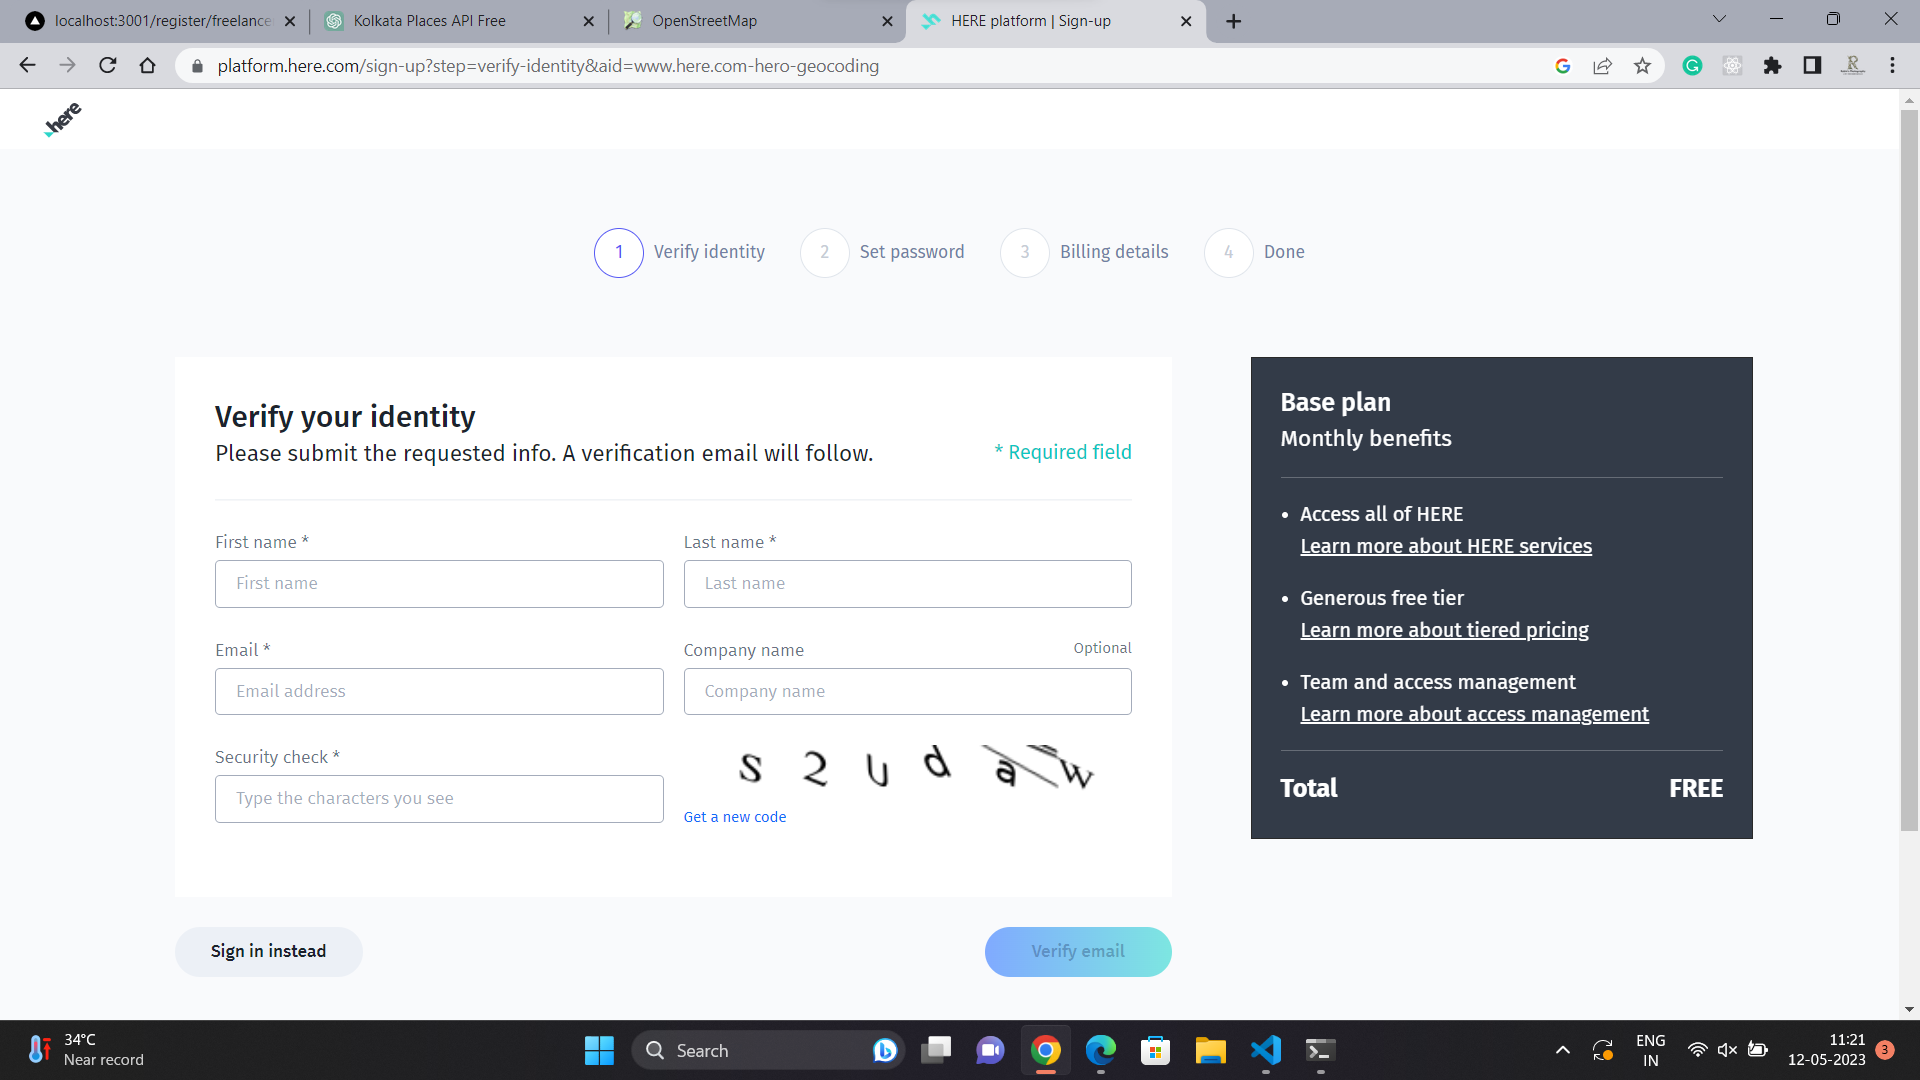 localhost:3001/register/freelance
Kolkata Places API Free
OpenStreetMap
HERE platform | Sign-up
platform.here.com/sign-up?step=verify-identity&aid=www.here.com-hero-geocoding
here
1 Verify identity
2 Set password
3 Billing details
4 Done
Verify your identity
Please submit the requested info. A verification email will follow.
* Required field
First name *
First name
Last name *
Last name
Email *
Email address
Company name
Optional
Company name
Security check *
Type the characters you see
Get a new code
Sign in instead
Verify email
Base plan
Monthly benefits
• Access all of HERE
Learn more about HERE services
• Generous free tier
Learn more about tiered pricing
• Team and access management
Learn more about access management
Total FREE
34°C
Near record
Search
ENG
IN
11:21
12-05-2023
3